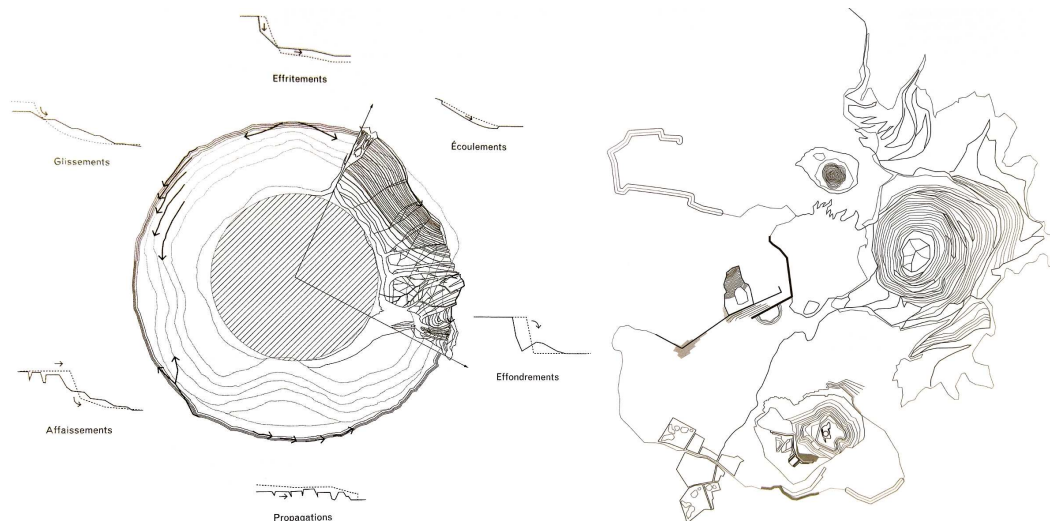 Effritements
Écoulements
Glissements
Effondrements
Affaissements
Propagations